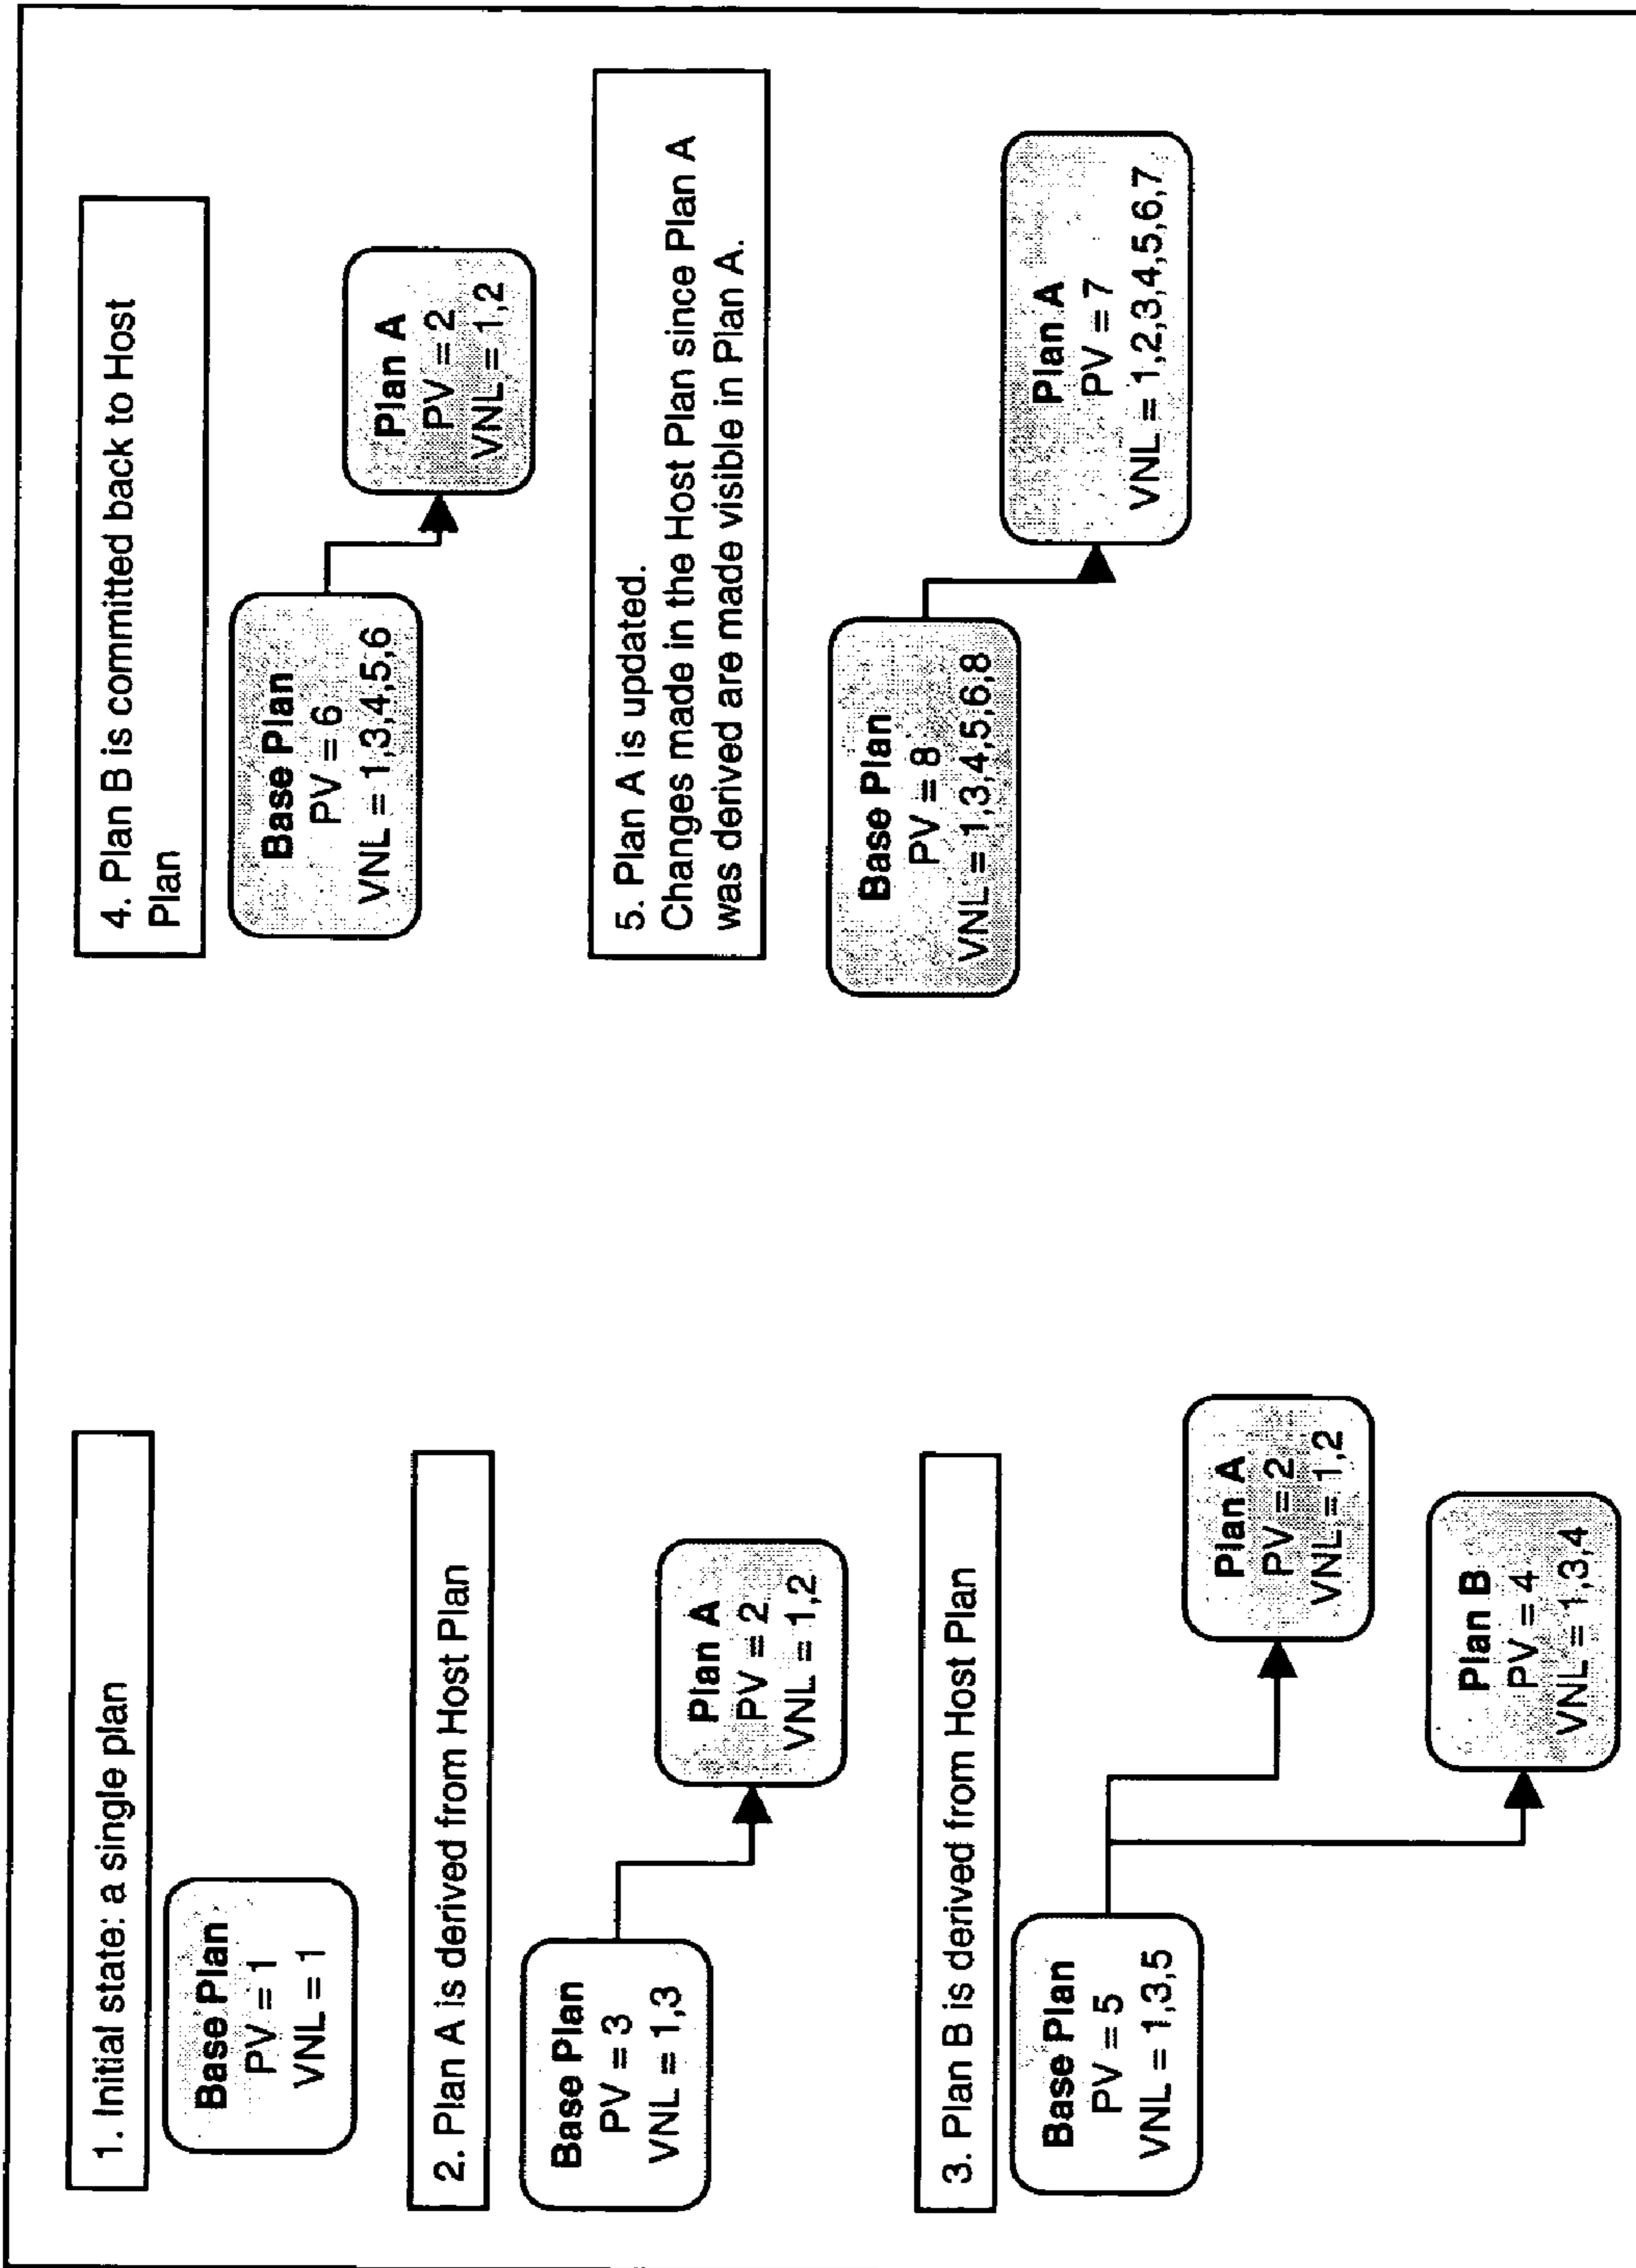 1. Initial state: a single plan
Base Plan
PV = 1
VNL = 1
2. Plan A is derived from Host Plan
Base Plan
PV = 3
VNL = 1,3
Plan A
PV = 2
VNL = 1,2
3. Plan B is derived from Host Plan
Base Plan
PV = 5
VNL = 1,3,5
Plan A
PV = 2
VNL = 1,2
Plan B
PV = 4
VNL = 1,3,4
4. Plan B is committed back to Host
Plan
Base Plan
PV = 6
VNL = 1,3,4,5,6
Plan A
PV = 2
VNL = 1,2
5. Plan A is updated.
Changes made in the Host Plan since Plan A
was derived are made visible in Plan A.
Base Plan
PV = 8
VNL = 1,3,4,5,6,8
Plan A
PV = 7
VNL = 1,2,3,4,5,6,7